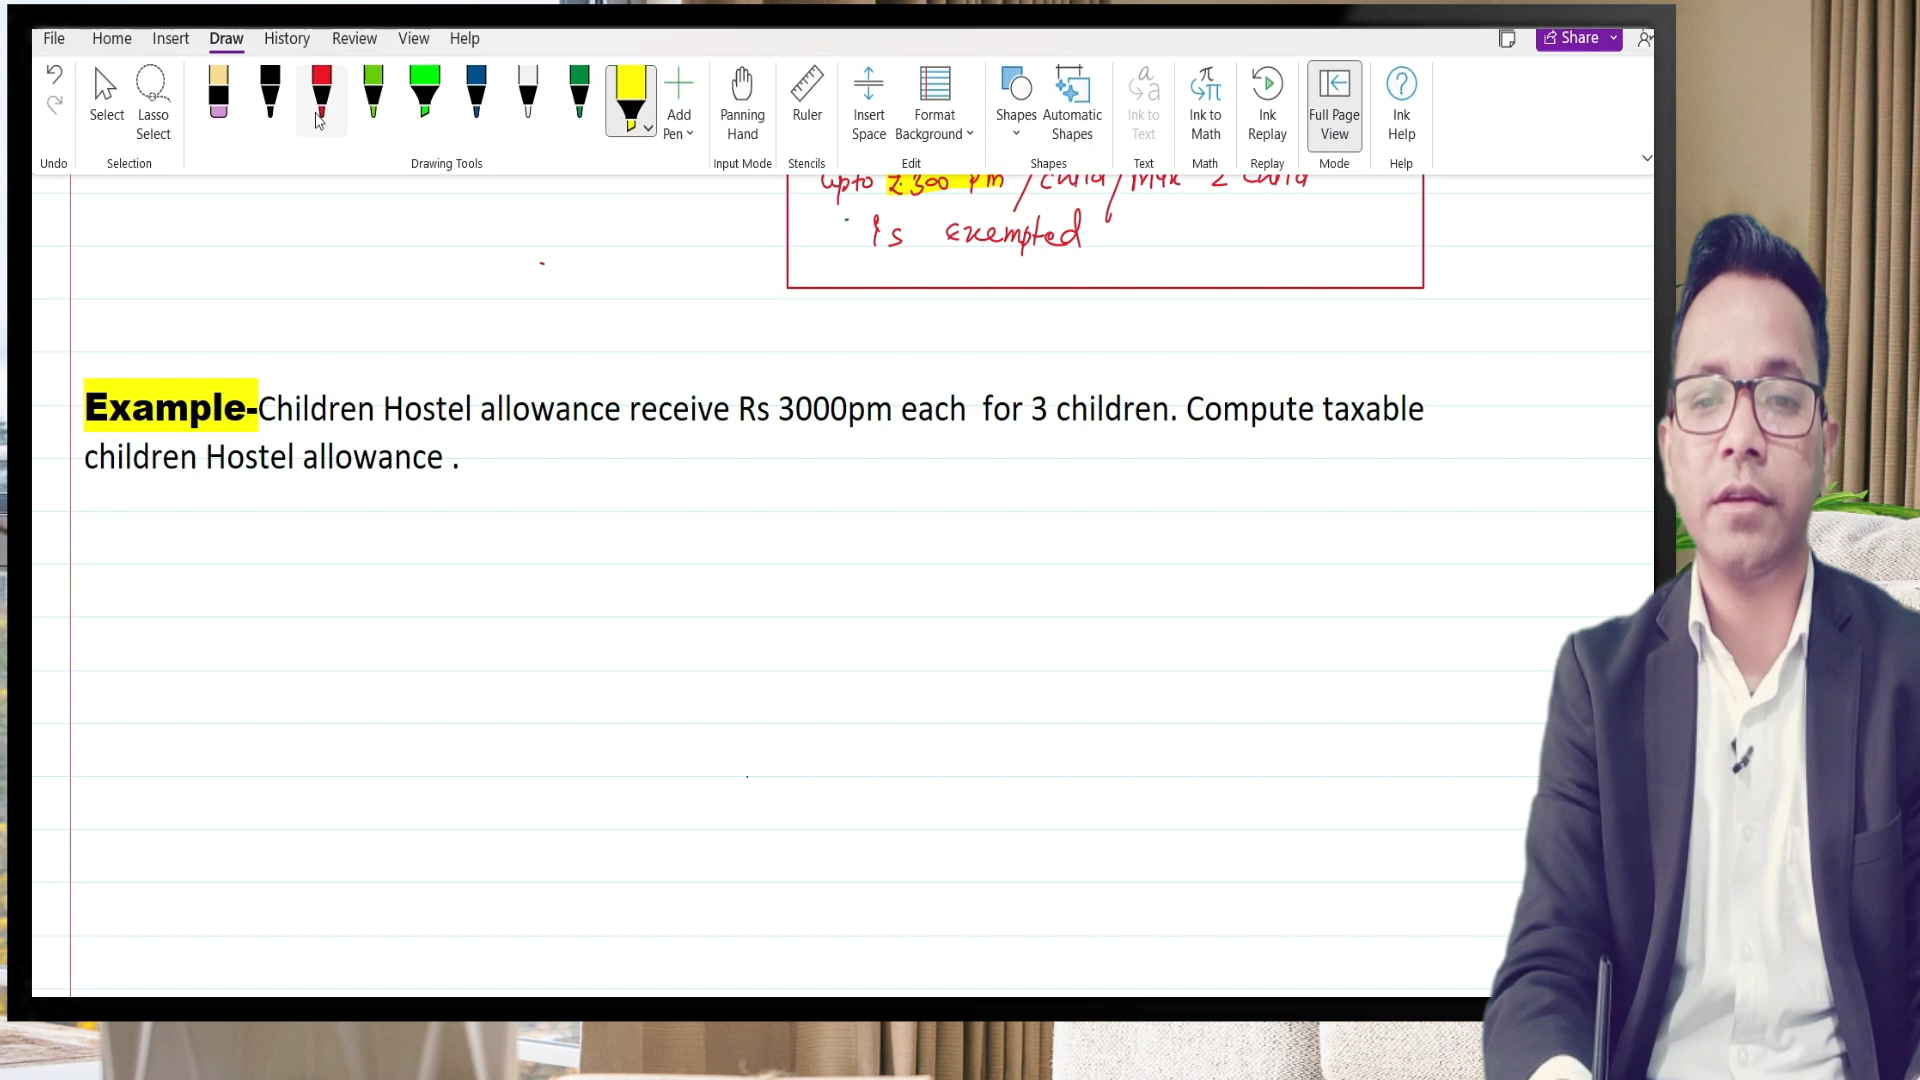 File Home Insert Draw History Review View Help Share
Select Lasso Select Add Pen Panning Hand Ruler Insert Space Format Background Shapes Automatic Shapes Ink to Text Ink to Math Ink Replay Full Page View Ink Help
Undo Selection Drawing Tools Input Mode Stencils Edit Shapes Text Math Replay Mode Help
upto ₹300 pm / child / Max 2 child
is exempted
Example-Children Hostel allowance receive Rs 3000pm each for 3 children. Compute taxable
children Hostel allowance .